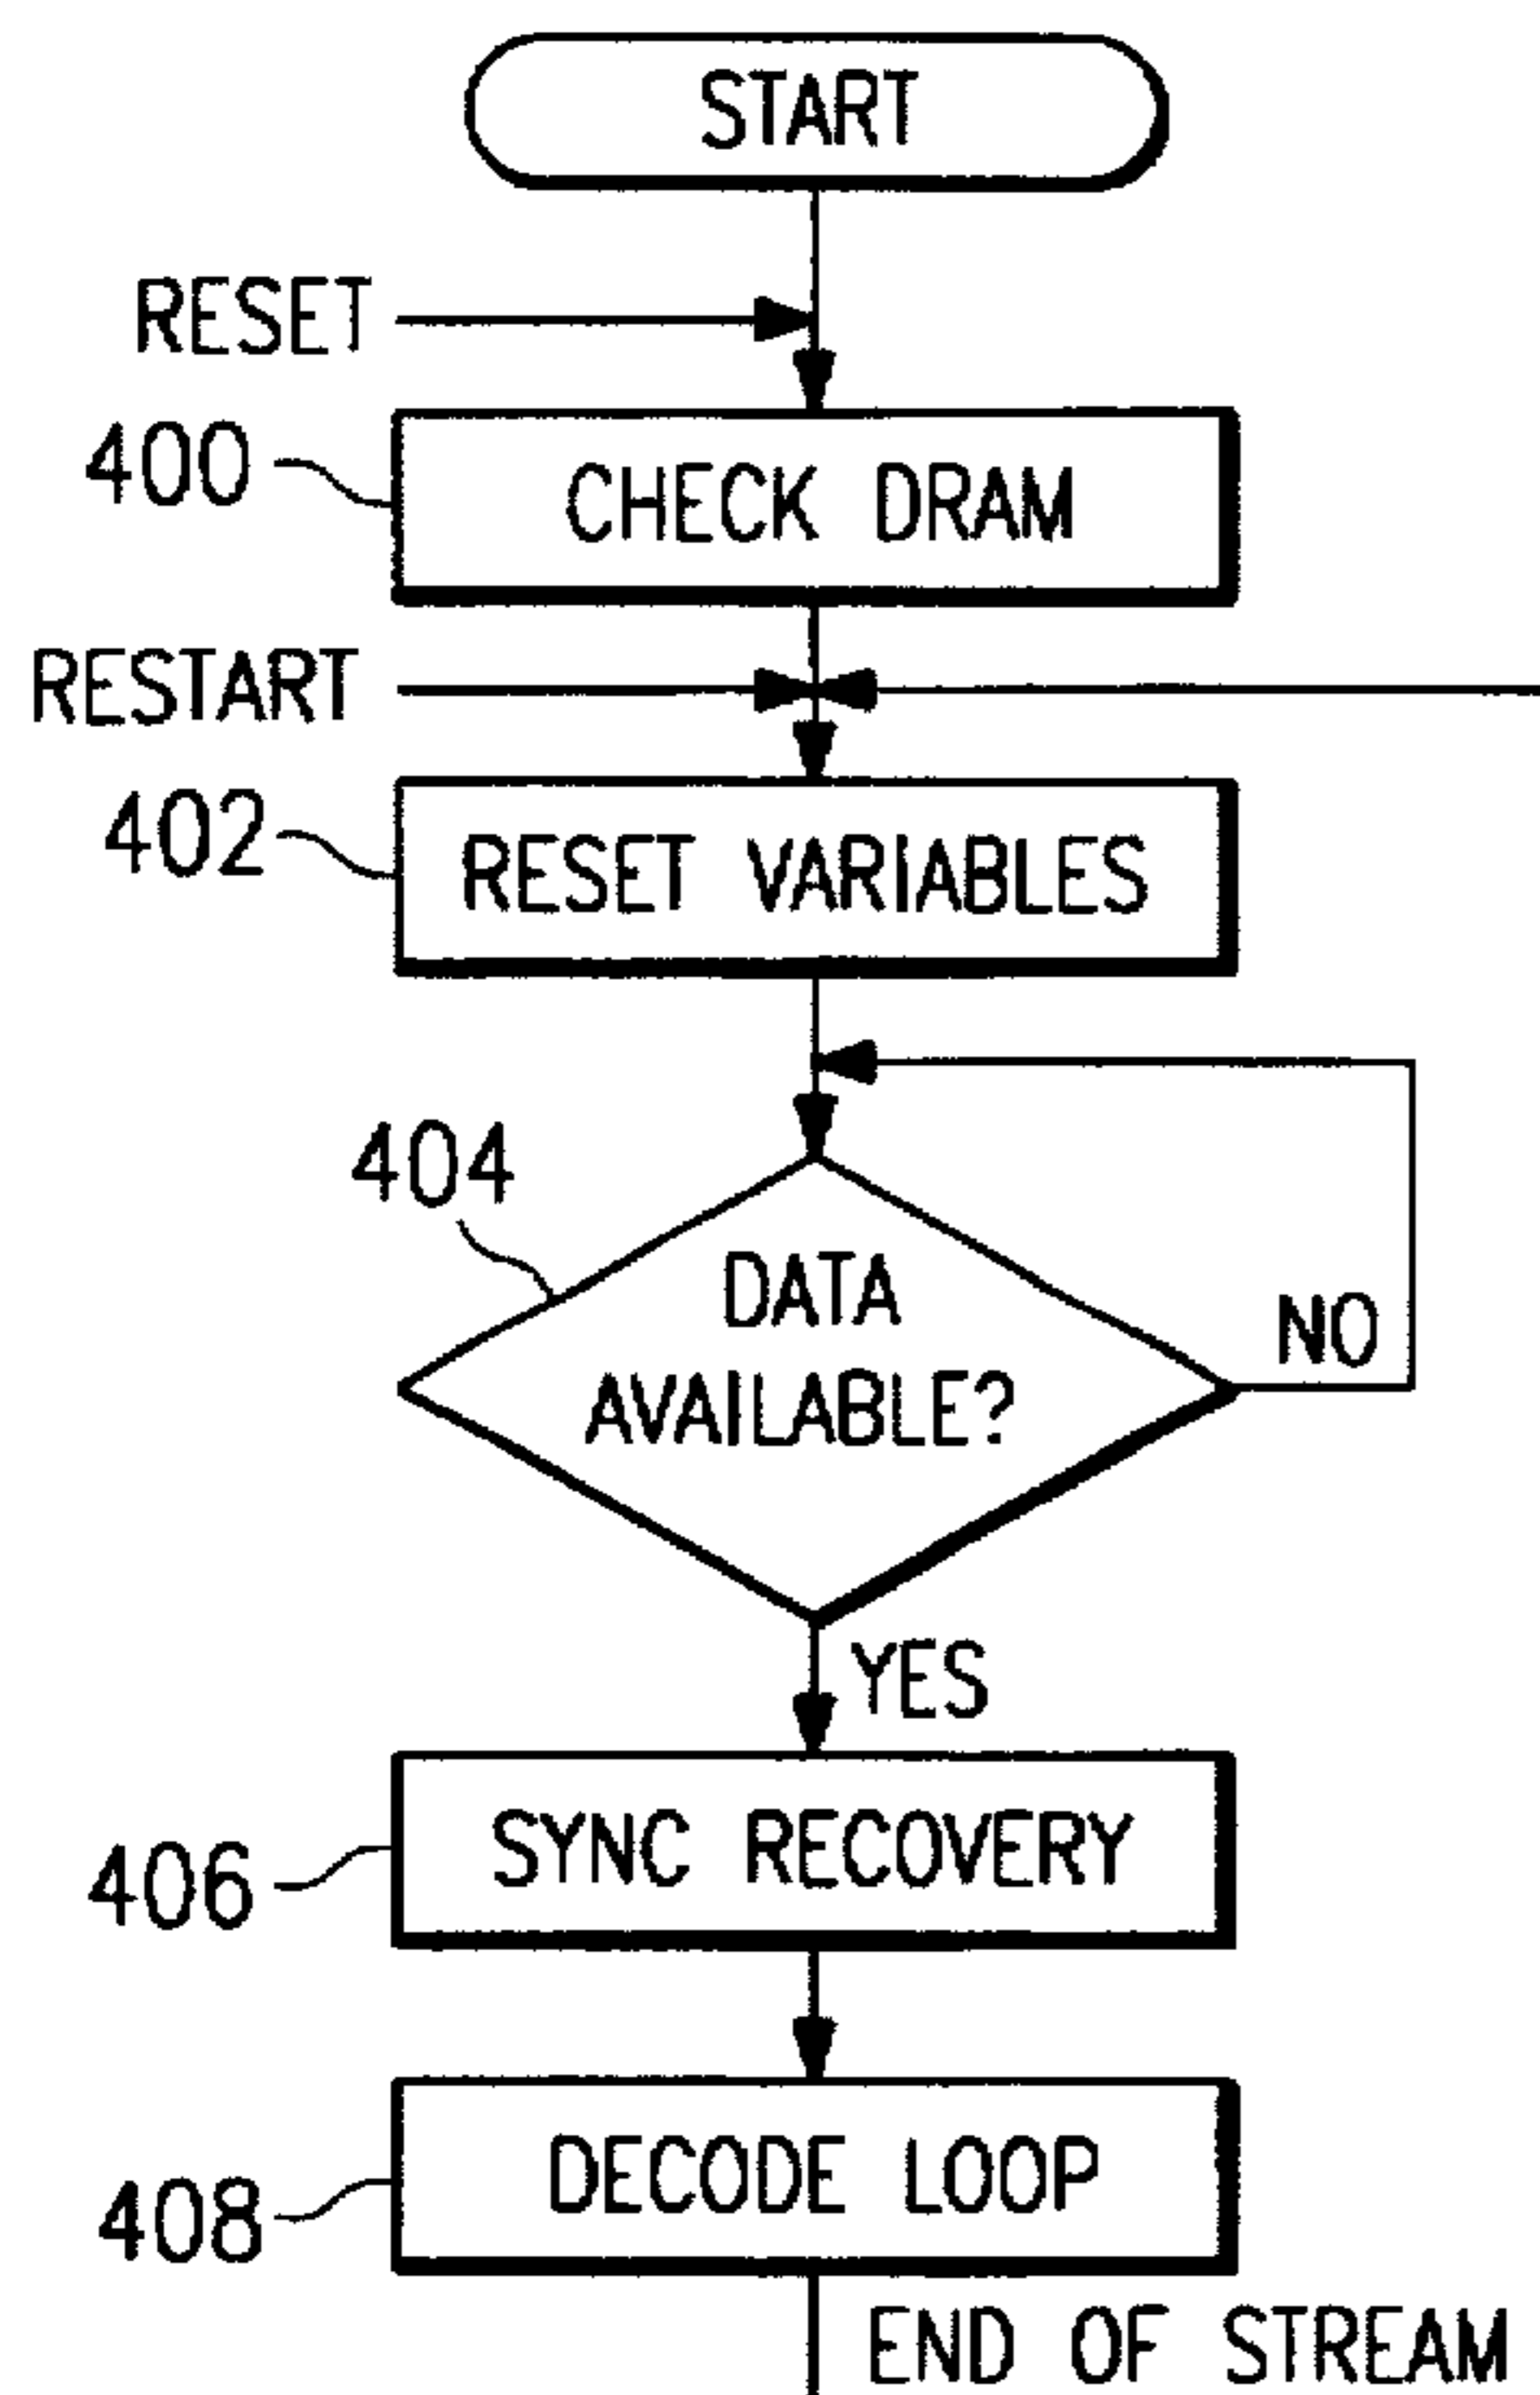 START
RESET
400
CHECK DRAM
RESTART
402
RESET VARIABLES
404
DATA
AVAILABLE?
NO
YES
406
SYNC RECOVERY
408
DECODE LOOP
END OF STREAM